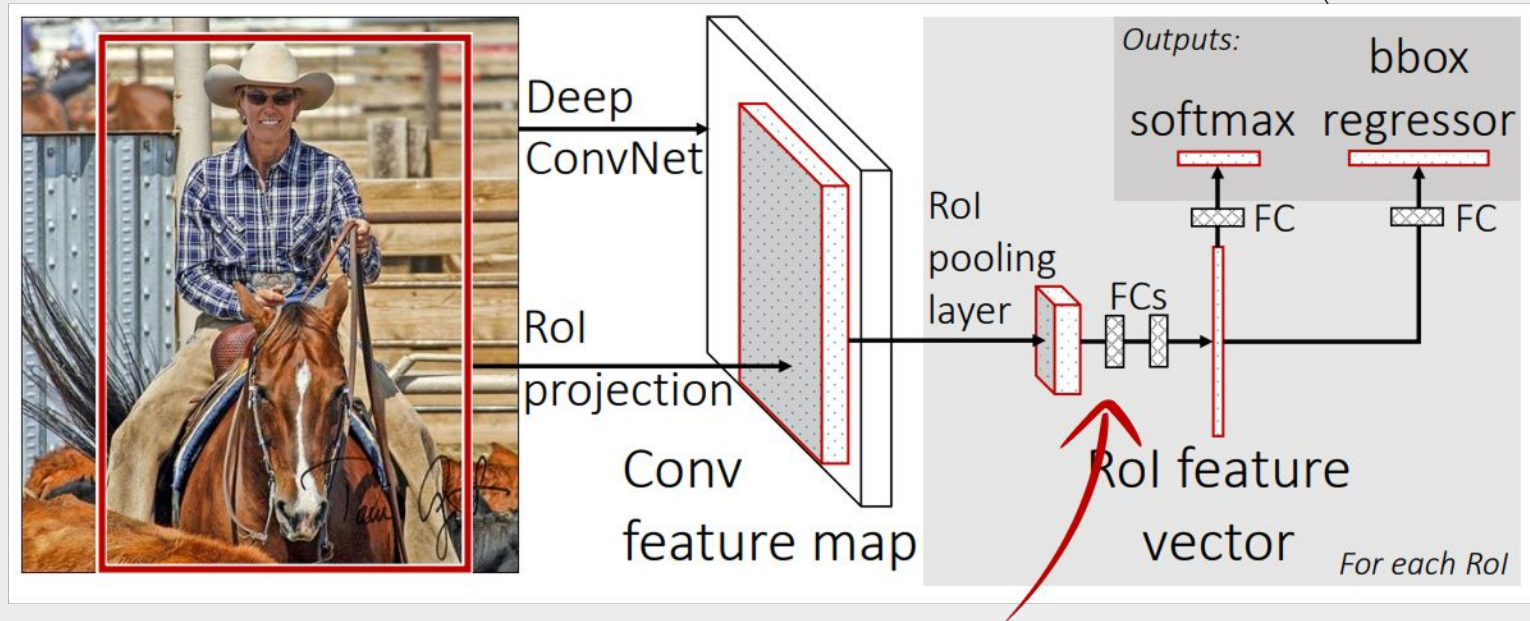 Deep
ConvNet
RoI
projection
Conv
feature map
RoI
pooling
layer
FCs
RoI feature
vector
For each RoI
Outputs:
softmax
bbox
regressor
FC
FC